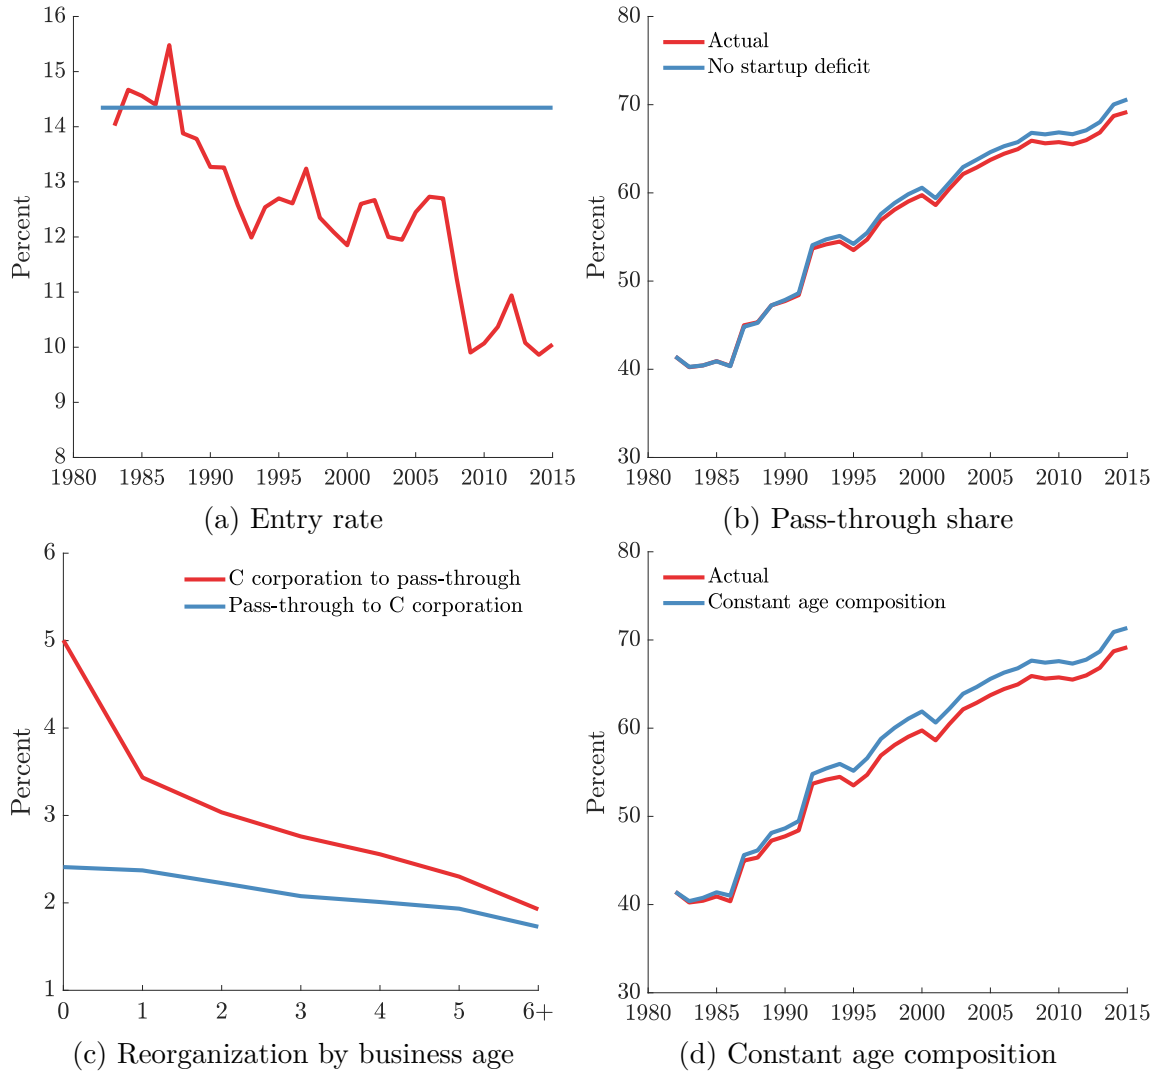 16
15
14
13
12
11
10
9
8
Percent
1980 1985 1990 1995 2000 2005 2010 2015
(a) Entry rate
80
70
60
50
40
30
Percent
Actual
No startup deficit
1980 1985 1990 1995 2000 2005 2010 2015
(b) Pass-through share
6
5
4
3
2
1
Percent
C corporation to pass-through
Pass-through to C corporation
0 1 2 3 4 5 6+
(c) Reorganization by business age
80
70
60
50
40
30
Percent
Actual
Constant age composition
1980 1985 1990 1995 2000 2005 2010 2015
(d) Constant age composition